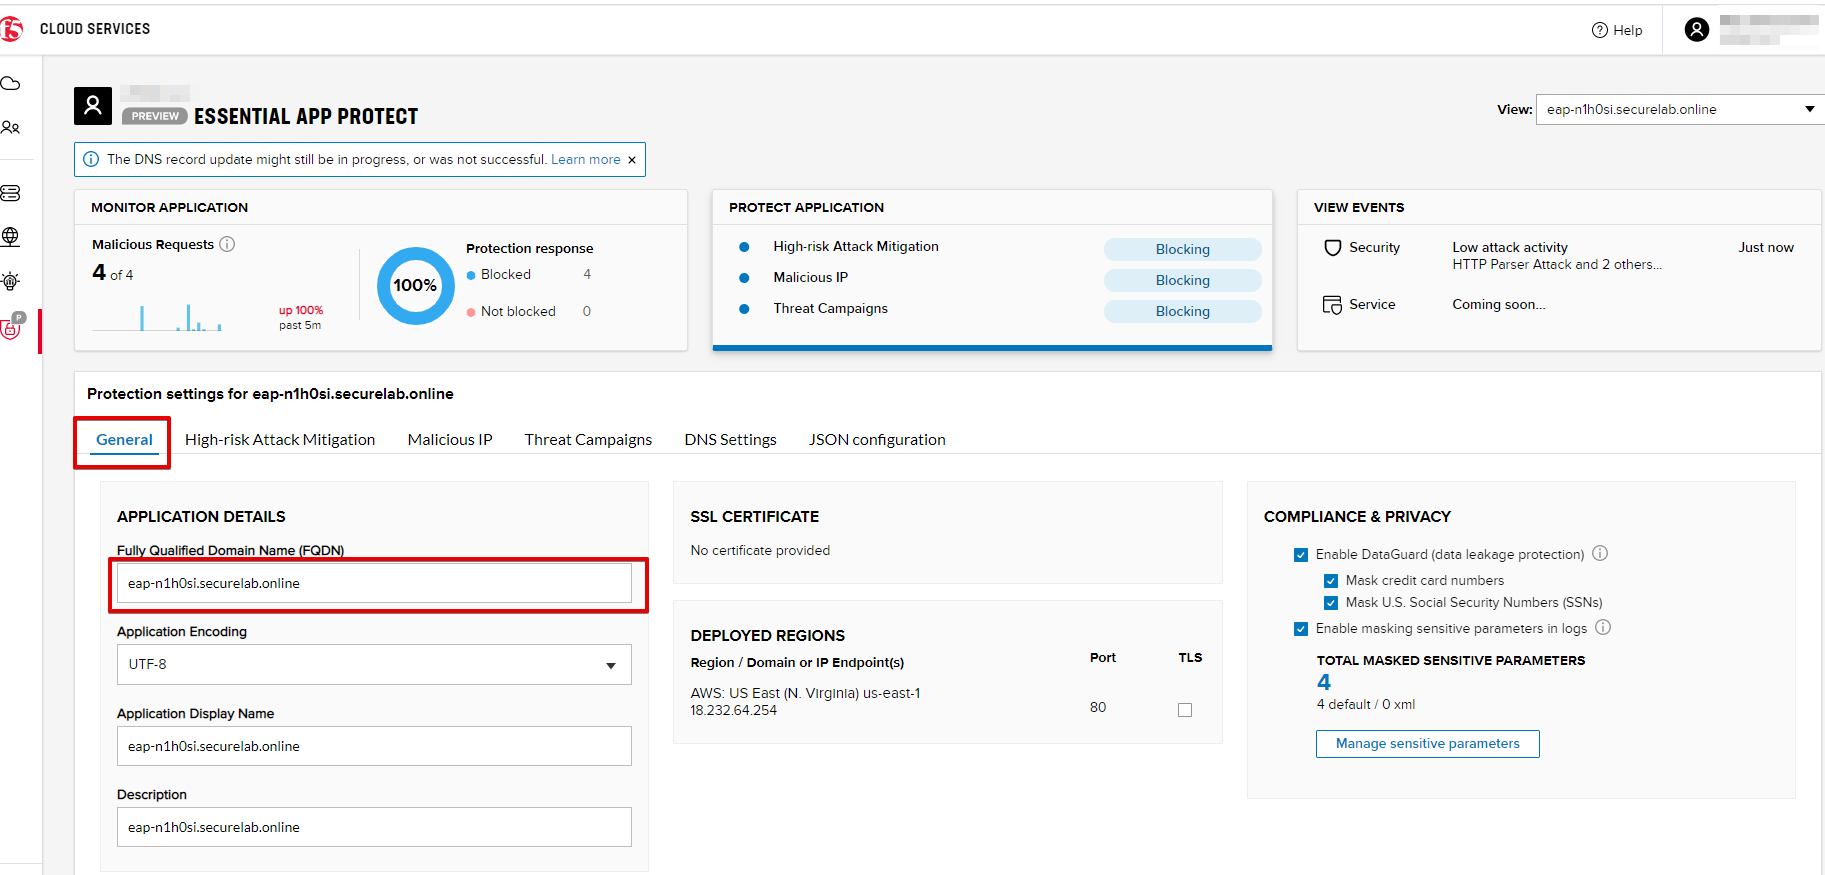 f5 CLOUD SERVICES
Help
PREVIEW ESSENTIAL APP PROTECT
View: eap-n1h0si.securelab.online
The DNS record update might still be in progress, or was not successful. Learn more ×
MONITOR APPLICATION
Malicious Requests
4 of 4
up 100%
past 5m
100%
Protection response
Blocked 4
Not blocked 0
PROTECT APPLICATION
High-risk Attack Mitigation Blocking
Malicious IP Blocking
Threat Campaigns Blocking
VIEW EVENTS
Security Low attack activity Just now
HTTP Parser Attack and 2 others...
Service Coming soon...
P
Protection settings for eap-n1h0si.securelab.online
General High-risk Attack Mitigation Malicious IP Threat Campaigns DNS Settings JSON configuration
APPLICATION DETAILS
Fully Qualified Domain Name (FQDN)
eap-n1h0si.securelab.online
Application Encoding
UTF-8
Application Display Name
eap-n1h0si.securelab.online
Description
eap-n1h0si.securelab.online
SSL CERTIFICATE
No certificate provided
DEPLOYED REGIONS
Region / Domain or IP Endpoint(s) Port TLS
AWS: US East (N. Virginia) us-east-1
18.232.64.254 80
COMPLIANCE & PRIVACY
Enable DataGuard (data leakage protection)
Mask credit card numbers
Mask U.S. Social Security Numbers (SSNs)
Enable masking sensitive parameters in logs
TOTAL MASKED SENSITIVE PARAMETERS
4
4 default / 0 xml
Manage sensitive parameters